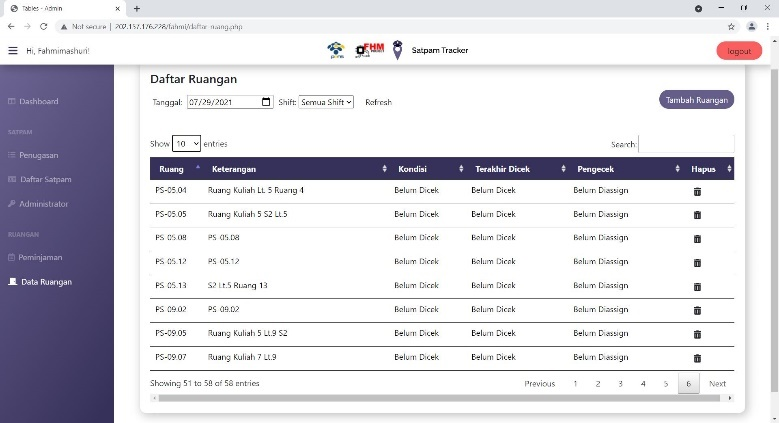 Tables - Admin
Not secure | 202.157.176.228/fahmi/daftar-ruang.php
Hi, Fahmimashuri!
FHM
Satpam Tracker
logout
Dashboard
SATPAM
Penugasan
Daftar Satpam
Administrator
RUANGAN
Peminjaman
Data Ruangan
Daftar Ruangan
Tanggal: 07/29/2021 Shift: Semua Shift Refresh
Tambah Ruangan
Show 10 entries
Search:
Ruang Keterangan Kondisi Terakhir Dicek Pengecek Hapus
PS-05.04 Ruang Kuliah Lt. 5 Ruang 4 Belum Dicek Belum Dicek Belum Diassign
PS-05.05 Ruang Kuliah 5 S2 Lt.5 Belum Dicek Belum Dicek Belum Diassign
PS-05.08 PS-05.08 Belum Dicek Belum Dicek Belum Diassign
PS-05.12 PS-05.12 Belum Dicek Belum Dicek Belum Diassign
PS-05.13 S2 Lt.5 Ruang 13 Belum Dicek Belum Dicek Belum Diassign
PS-09.02 PS-09.02 Belum Dicek Belum Dicek Belum Diassign
PS-09.05 Ruang Kuliah 5 Lt.9 S2 Belum Dicek Belum Dicek Belum Diassign
PS-09.07 Ruang Kuliah 7 Lt.9 Belum Dicek Belum Dicek Belum Diassign
Showing 51 to 58 of 58 entries
Previous 1 2 3 4 5 6 Next